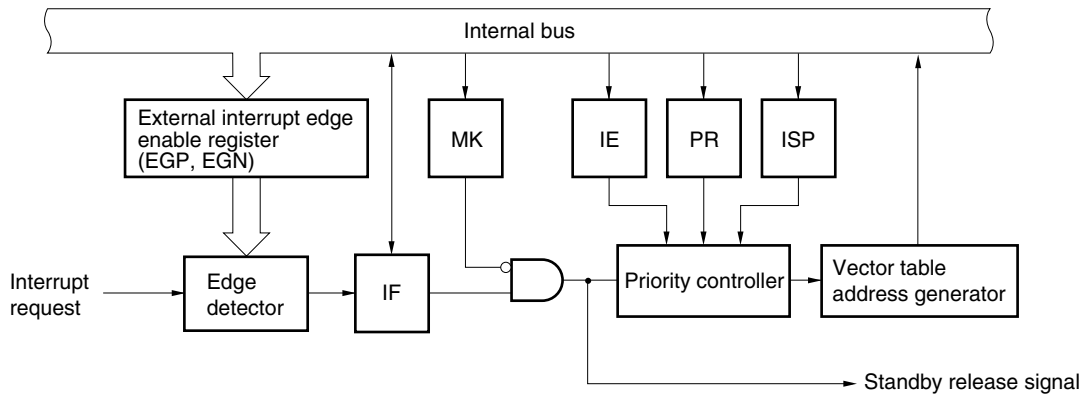 Internal bus
External interrupt edge
enable register
(EGP, EGN)
MK
IE
PR
ISP
Interrupt
request
Edge
detector
IF
Priority controller
Vector table
address generator
Standby release signal